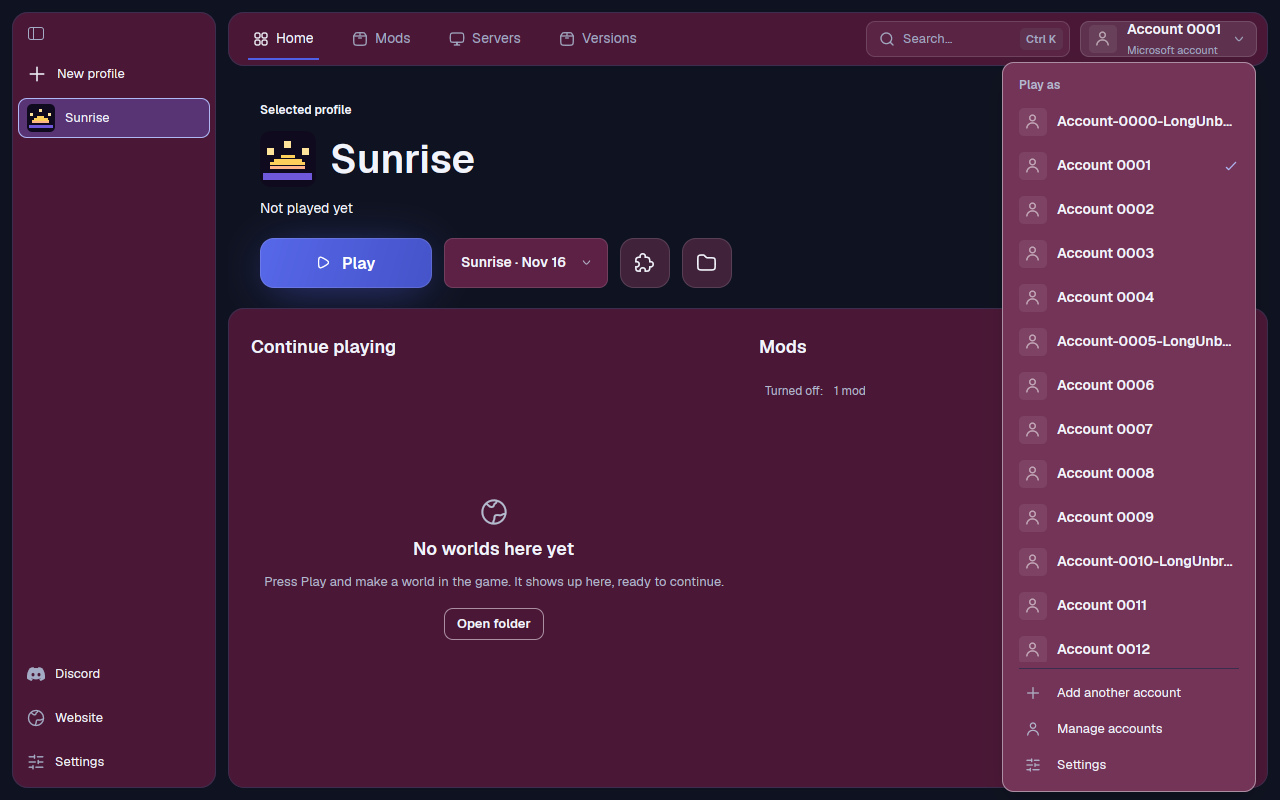 New profile
Sunrise
Discord
Website
Settings
Home
Mods
Servers
Versions
Search...
Ctrl K
Account 0001
Microsoft account
Selected profile
Sunrise
Not played yet
Play
Sunrise · Nov 16
Continue playing
No worlds here yet
Press Play and make a world in the game. It shows up here, ready to continue.
Open folder
Mods
Turned off: 1 mod
Play as
Account-0000-LongUnb...
Account 0001
Account 0002
Account 0003
Account 0004
Account-0005-LongUnb...
Account 0006
Account 0007
Account 0008
Account 0009
Account-0010-LongUnbr...
Account 0011
Account 0012
Add another account
Manage accounts
Settings